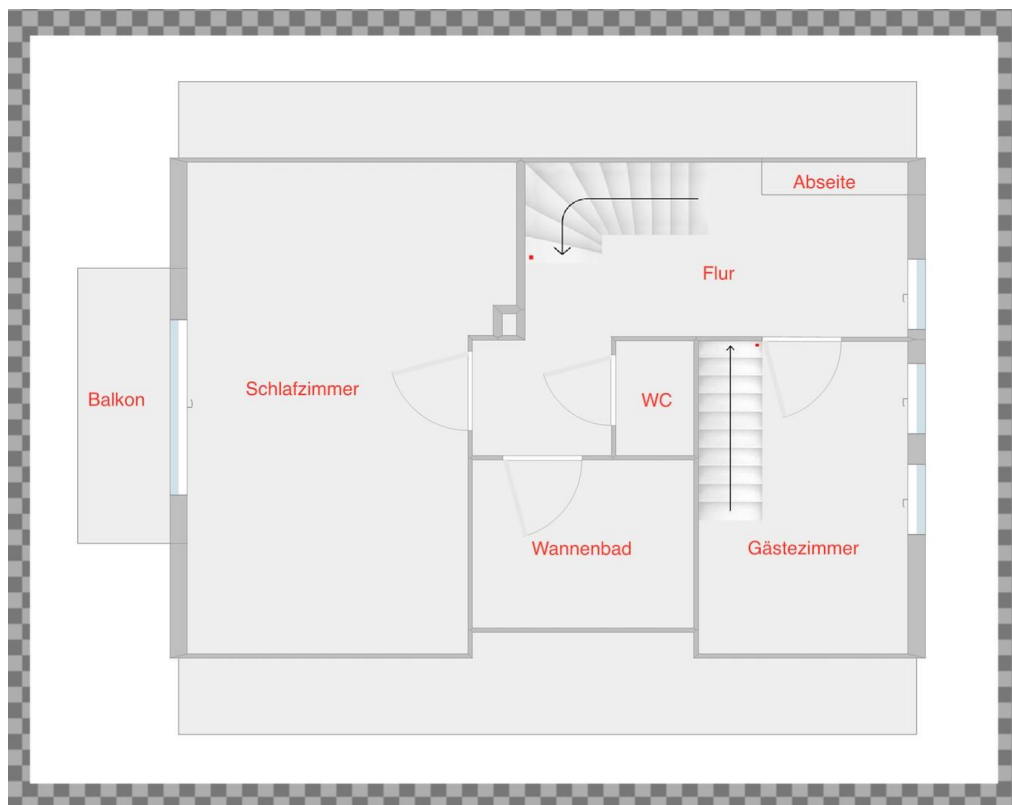 Abseite
Flur
Balkon
Schlafzimmer
WC
Wannenbad
Gästezimmer